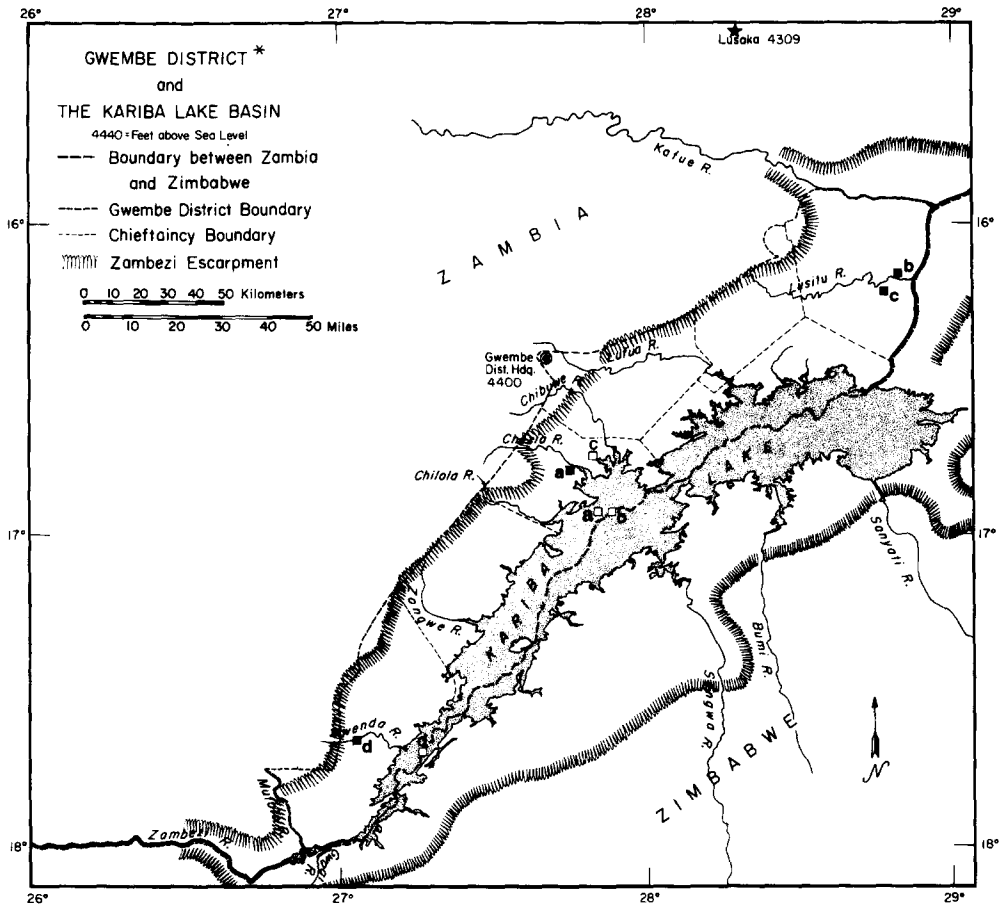 26°
27°
28°
29°
Lusaka 4309
GWEMBE DISTRICT *
and
THE KARIBA LAKE BASIN
4440 = Feet above Sea Level
Boundary between Zambia
and Zimbabwe
Gwembe District Boundary
Chieftaincy Boundary
Zambezi Escarpment
0 10 20 30 40 50 Kilometers
0 10 20 30 40 50 Miles
Kafue R.
ZAMBIA
16°
16°
b
Lusitu R.
c
Gwembe
Dist. Hdq.
4400
Lufua R.
Chibuwe R.
c
a
Chilola R.
LAKE
a
b
17°
17°
Sanyati R.
KARIBA
Zongwe R.
Bumi R.
Sengwa R.
d
d
ZIMBABWE
N
Zambezi R.
18°
18°
Gwai
R.
26°
27°
28°
29°